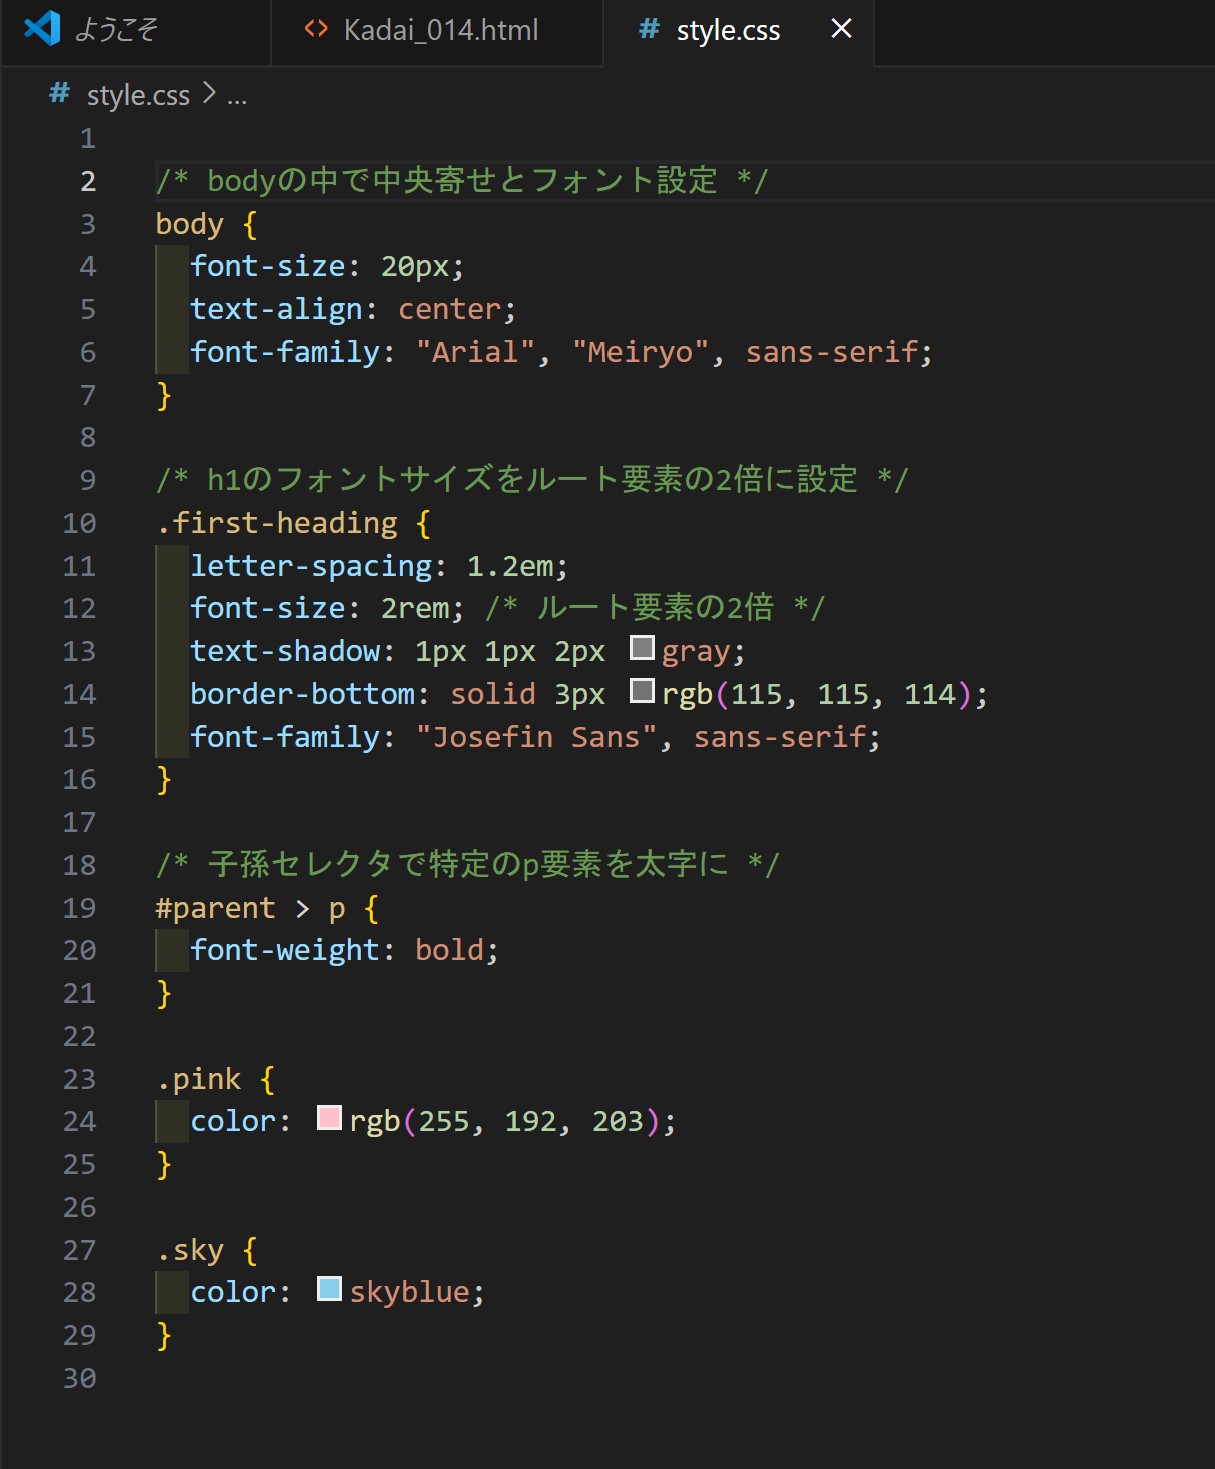 ようこそ
<> Kadai_014.html
# style.css ×
# style.css > ...
1
2 /* bodyの中で中央寄せとフォント設定 */
3 body {
4   font-size: 20px;
5   text-align: center;
6   font-family: "Arial", "Meiryo", sans-serif;
7 }
8
9 /* h1のフォントサイズをルート要素の2倍に設定 */
10 .first-heading {
11   letter-spacing: 1.2em;
12   font-size: 2rem; /* ルート要素の2倍 */
13   text-shadow: 1px 1px 2px gray;
14   border-bottom: solid 3px rgb(115, 115, 114);
15   font-family: "Josefin Sans", sans-serif;
16 }
17
18 /* 子孫セレクタで特定のp要素を太字に */
19 #parent > p {
20   font-weight: bold;
21 }
22
23 .pink {
24   color: rgb(255, 192, 203);
25 }
26
27 .sky {
28   color: skyblue;
29 }
30